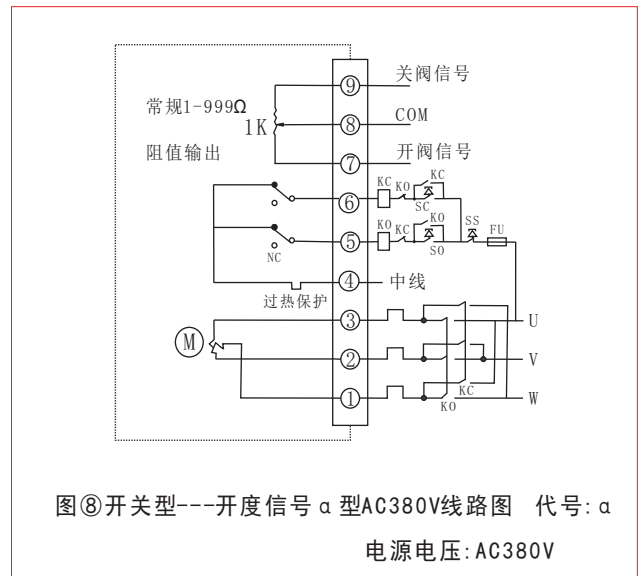 ⑨ 关阀信号
常规1-999Ω
1K ⑧ COM
阻值输出 ⑦ 开阀信号
⑥ KC KO KC SC
NC ⑤ KO KC KO SO SS FU
④ 中线
过热保护
M ③ U
② V
① KO KC W
图⑧开关型---开度信号α型AC380V线路图 代号:α
电源电压:AC380V